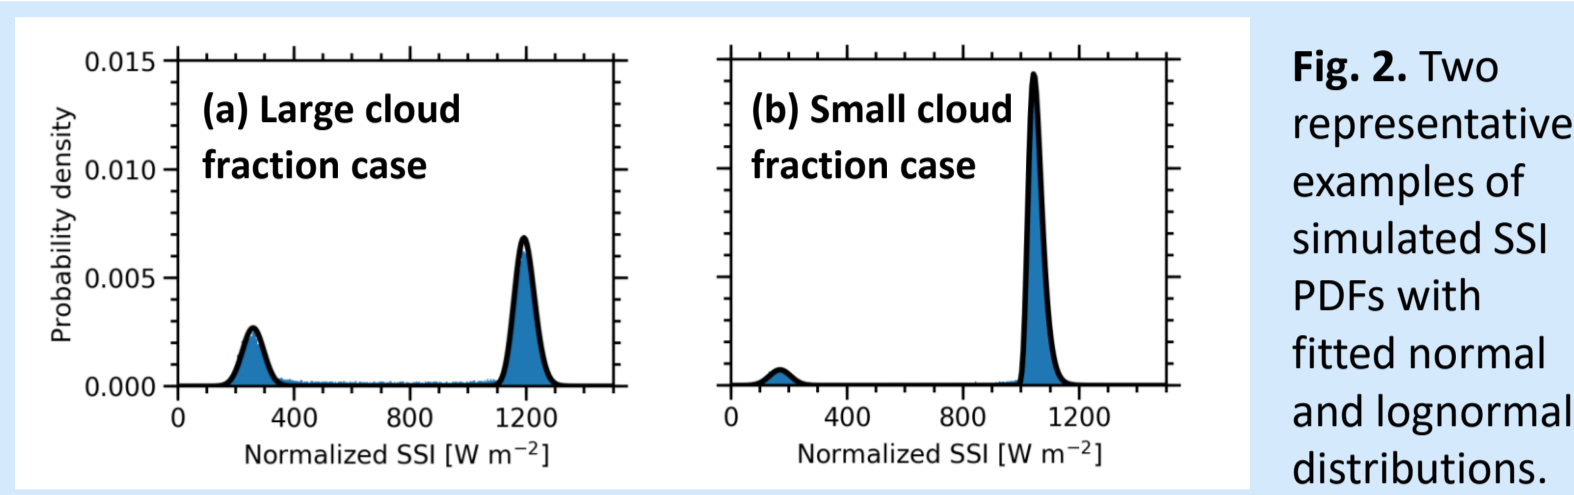 (a) Large cloud
fraction case
Probability density
0.015
0.010
0.005
0.000
0 400 800 1200
Normalized SSI [W m⁻²]
(b) Small cloud
fraction case
0 400 800 1200
Normalized SSI [W m⁻²]
Fig. 2. Two
representative
examples of
simulated SSI
PDFs with
fitted normal
and lognormal
distributions.